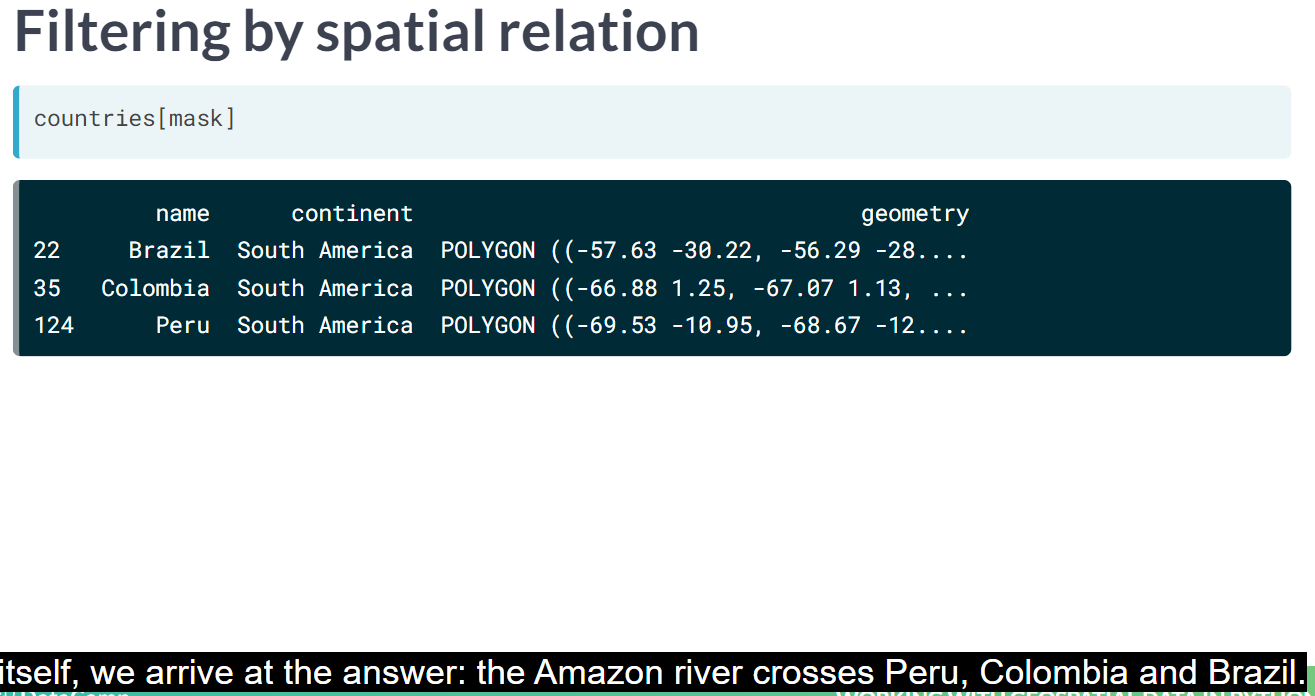 Filtering by spatial relation
countries[mask]
name continent geometry
22 Brazil South America POLYGON ((-57.63 -30.22, -56.29 -28....
35 Colombia South America POLYGON ((-66.88 1.25, -67.07 1.13, ...
124 Peru South America POLYGON ((-69.53 -10.95, -68.67 -12....
itself, we arrive at the answer: the Amazon river crosses Peru, Colombia and Brazil.